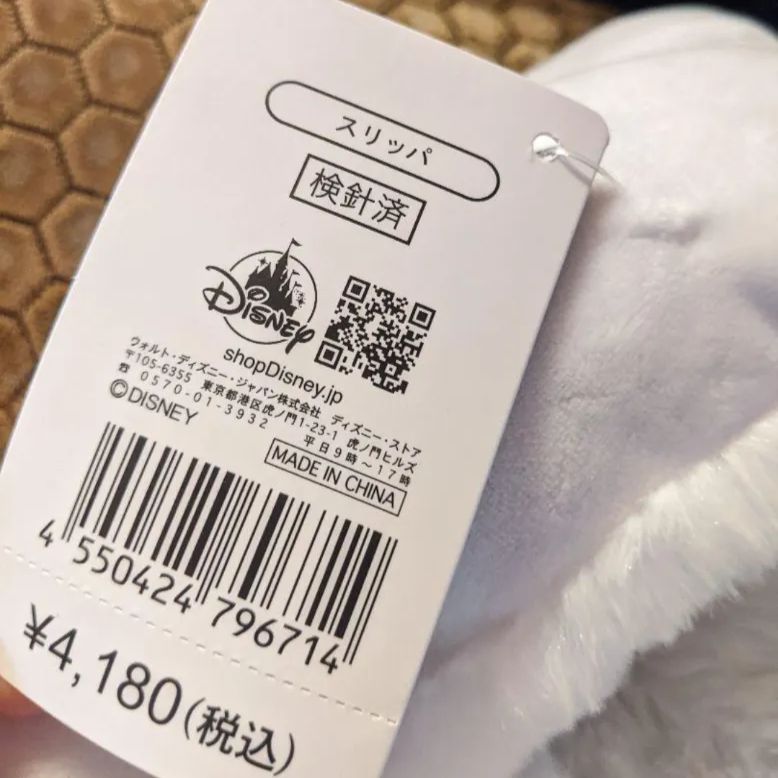 スリッパ
検針済
Disney
shopDisney.jp
ウォルト・ディズニー・ジャパン株式会社 ディズニー・ストア
〒105-6355 東京都港区虎ノ門1-23-1 虎ノ門ヒルズ
☎ 0570-01-3932 平日9時～17時
©DISNEY
MADE IN CHINA
4 550424 796714
¥4,180(税込)